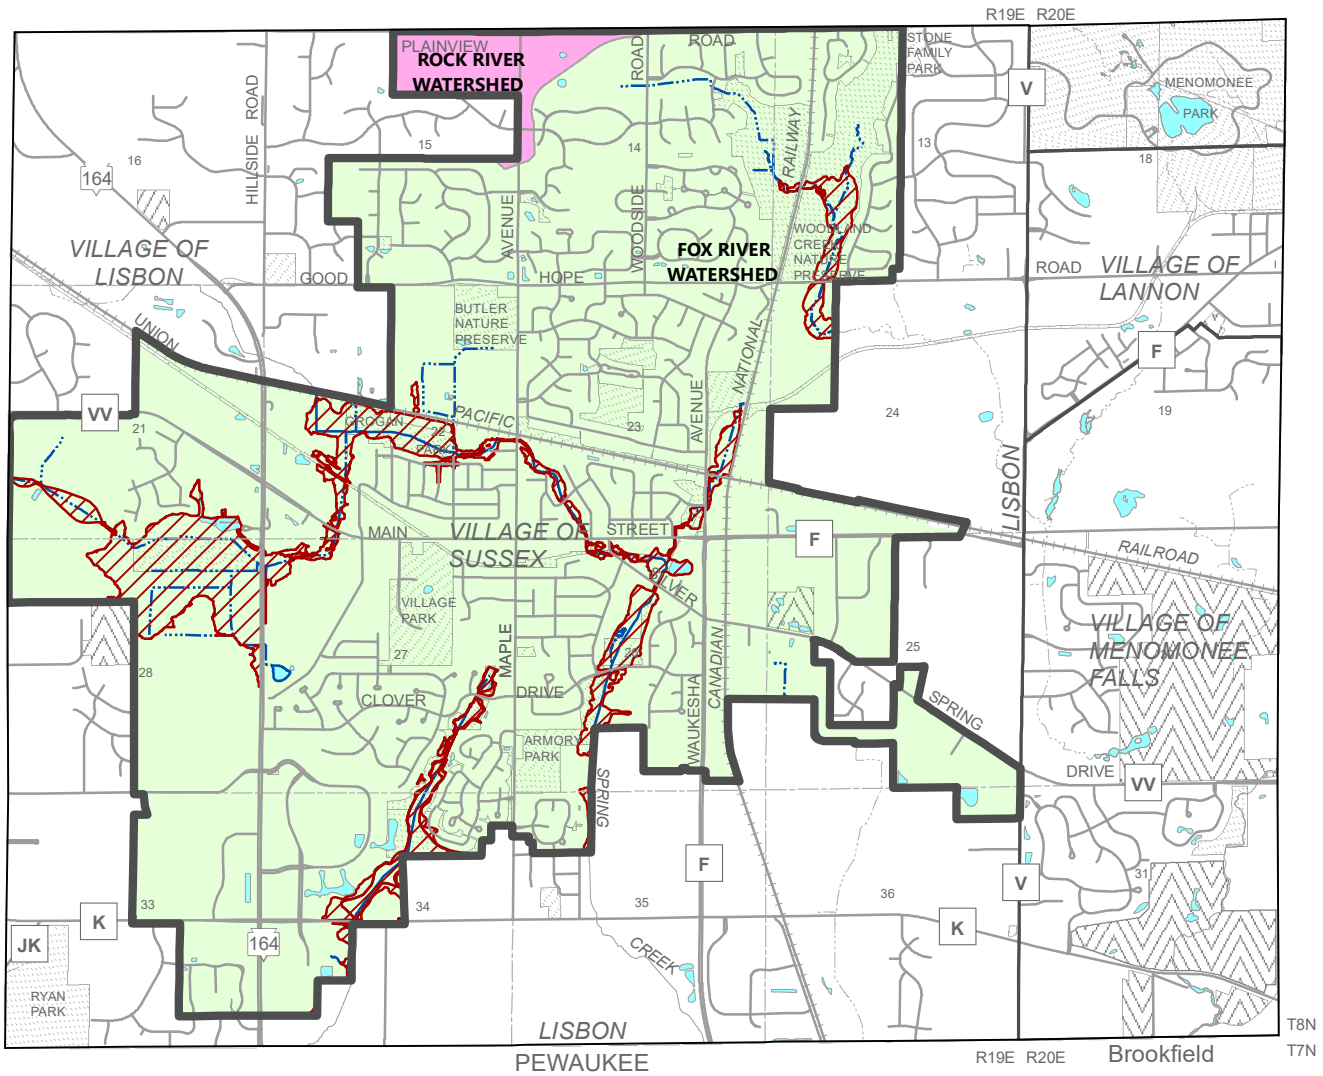 R19E R20E
PLAINVIEW
ROAD
ROCK RIVER
WATERSHED
ROAD
STONE
FAMILY
PARK
V
MENOMONEE
PARK
HILLSIDE ROAD
16
15
14
13
18
164
RAILWAY
AVENUE
WOODSIDE
VILLAGE OF
LISBON
WOODLAND
CREEK
NATURE
PRESERVE
FOX RIVER
WATERSHED
GOOD
HOPE
ROAD
VILLAGE OF
LANNON
UNION
BUTLER
NATURE
PRESERVE
NATIONAL
F
V
VV
21
GROGAN
PARK
22
PACIFIC
23
AVENUE
24
19
LISBON
MAIN
VILLAGE OF
SUSSEX
STREET
F
RAILROAD
SILVER
VILLAGE
PARK
VILLAGE OF
MENOMONEE
FALLS
28
27
MAPLE
26
25
CLOVER
DRIVE
WAUKESHA
CANADIAN
SPRING
ARMORY
PARK
SPRING
DRIVE
VV
F
V
31
33
34
35
36
K
K
JK
164
CREEK
RYAN
PARK
LISBON
PEWAUKEE
R19E R20E
Brookfield
T8N
T7N